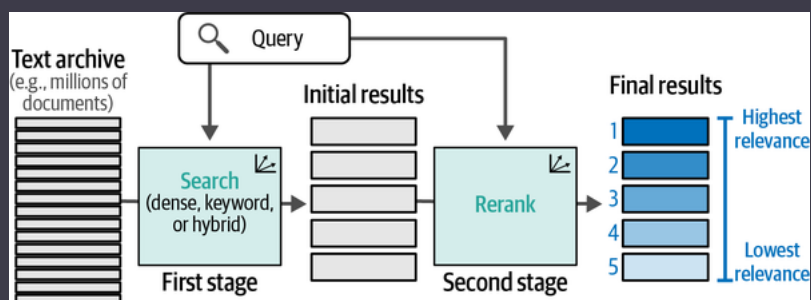 Query
Text archive
(e.g., millions of
documents)
Initial results
Final results
Search
(dense, keyword,
or hybrid)
First stage
Rerank
Second stage
1
2
3
4
5
Highest
relevance
Lowest
relevance